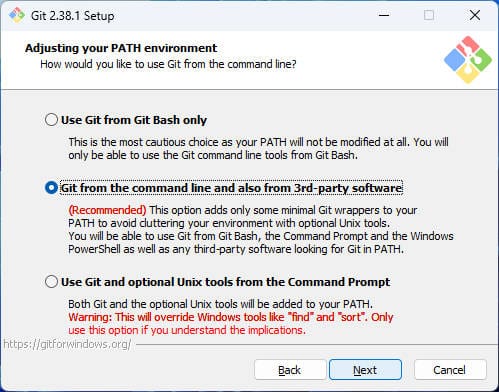 Git 2.38.1 Setup
Adjusting your PATH environment
How would you like to use Git from the command line?
Use Git from Git Bash only
This is the most cautious choice as your PATH will not be modified at all. You will
only be able to use the Git command line tools from Git Bash.
Git from the command line and also from 3rd-party software
(Recommended) This option adds only some minimal Git wrappers to your
PATH to avoid cluttering your environment with optional Unix tools.
You will be able to use Git from Git Bash, the Command Prompt and the Windows
PowerShell as well as any third-party software looking for Git in PATH.
Use Git and optional Unix tools from the Command Prompt
Both Git and the optional Unix tools will be added to your PATH.
Warning: This will override Windows tools like "find" and "sort". Only
use this option if you understand the implications.
https://gitforwindows.org/
Back Next Cancel